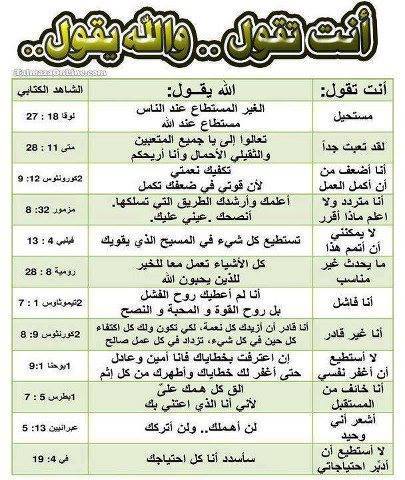 أنت تقول .. والله يقول..
TalmazaOnline.com
أنت تقول: الله يقـول: الشاهد الكتابي
مستحيل
الغير المستطاع عند الناس
مستطاع عند الله
لوقا 18 : 27
لقد تعبت جداً
تعالوا إلى يا جميع المتعبين
والثقيلي الأحمال وأنا أريحكم
متى 11 : 28
أنا أضعف من
أن أكمل العمل
تكفيك نعمتي
لأن قوتي في ضعفك تكمل
2كورونثوس 12: 9
أنا متردد ولا
اعلم ماذا أقرر
أعلمك وأرشدك الطريق التي تسلكها.
أنصحك .عيني عليك.
مزمور 32: 8
لا يمكنني
أن أتمم هذا
تستطيع كل شيء في المسيح الذي يقويك
فيلبي 4 : 13
ما يحدث غير
مناسب
كل الأشياء تعمل معا للخير
للذين يحبون الله
رومية 8 : 28
أنا فاشل
أنا لم أعطيك روح الفشل
بل روح القوة و المحبة و النصح
2تيموثاوس 1 : 7
أنا غير قادر
أنا قادر أن أزيدك كل نعمة، لكي تكون ولك كل اكتفاء
كل حين في كل شيء، تزداد في كل عمل صالح
2كورنثوس 9: 8
لا أستطيع
أن أغفر نفسي
إن اعترفت بخطاياك فأنا أمين وعادل
حتى أغفر لك خطاياك وأطهرك من كل إثم
1يوحنا 1:9
أنا خائف من
المستقبل
الق كل همك علىّ
لأني أنا الذي اعتني بك
1بطرس 5 : 7
أشعر أني
وحيد
لن أهملك.. ولن أتركك
عبرانيين 13: 5
لا أستطيع أن
أدبّر احتياجاتي
سأسدد أنا كل احتياجك
في 4: 19